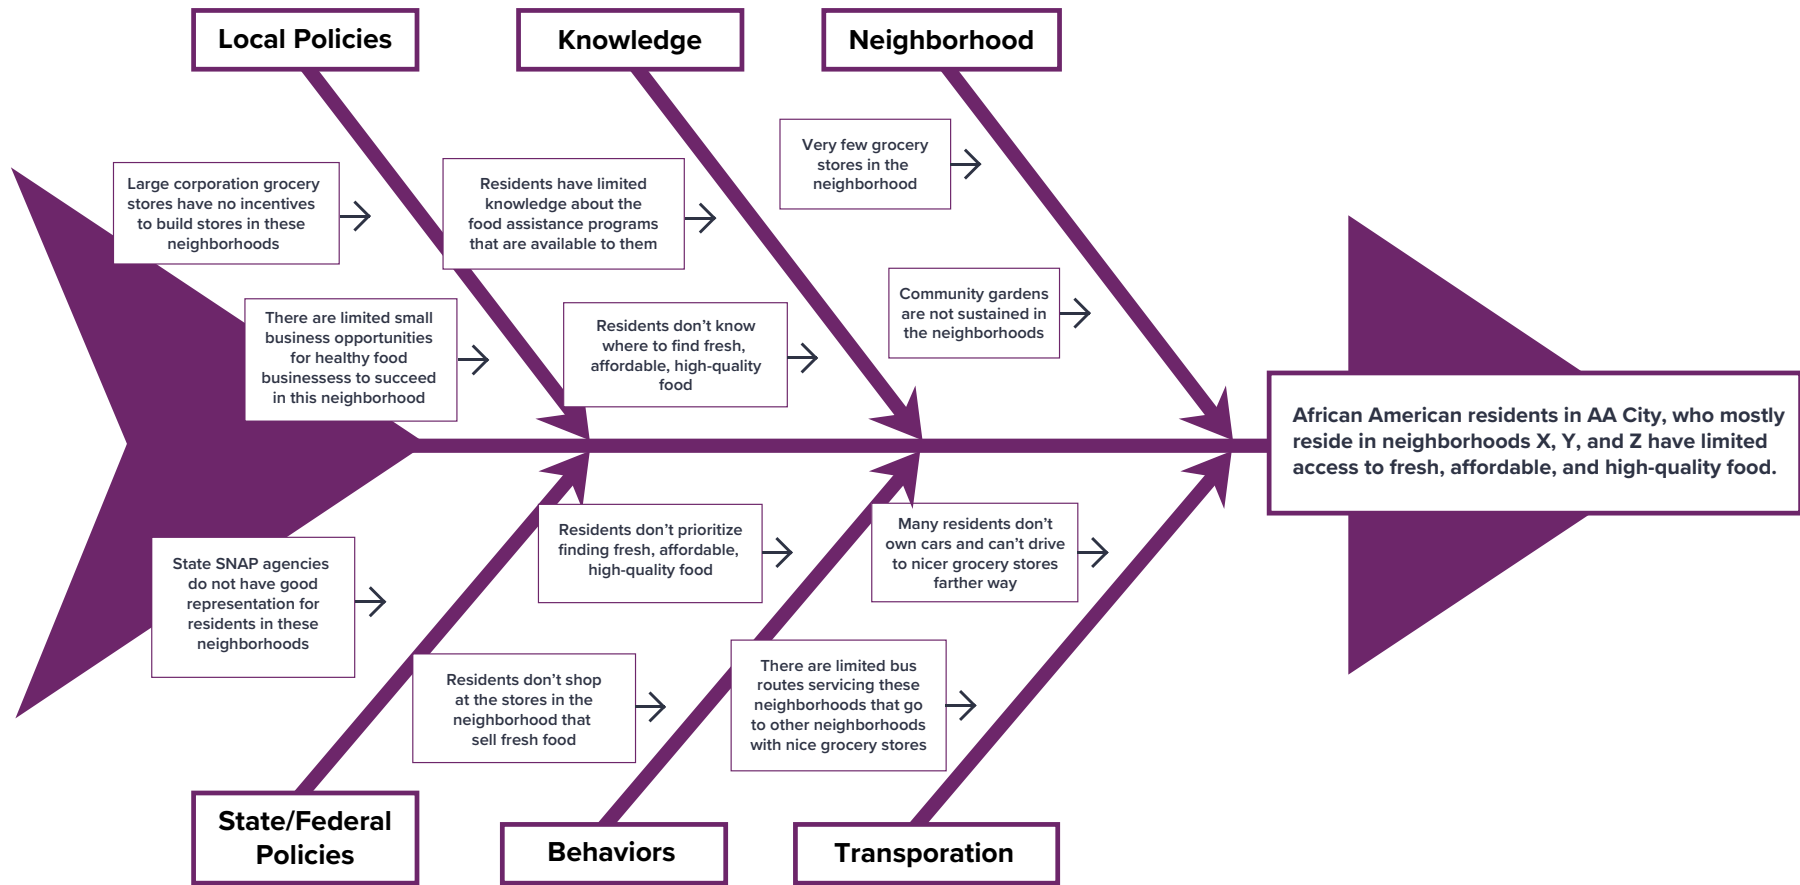 Local Policies
Knowledge
Neighborhood
Large corporation grocery
stores have no incentives
to build stores in these
neighborhoods
There are limited small
business opportunities
for healthy food
businessess to succeed
in this neighborhood
Residents have limited
knowledge about the
food assistance programs
that are available to them
Residents don’t know
where to find fresh,
affordable, high-quality
food
Very few grocery
stores in the
neighborhood
Community gardens
are not sustained in
the neighborhoods
African American residents in AA City, who mostly
reside in neighborhoods X, Y, and Z have limited
access to fresh, affordable, and high-quality food.
State SNAP agencies
do not have good
representation for
residents in these
neighborhoods
Residents don’t prioritize
finding fresh, affordable,
high-quality food
Residents don’t shop
at the stores in the
neighborhood that
sell fresh food
Many residents don’t
own cars and can’t drive
to nicer grocery stores
farther way
There are limited bus
routes servicing these
neighborhoods that go
to other neighborhoods
with nice grocery stores
State/Federal
Policies
Behaviors
Transporation